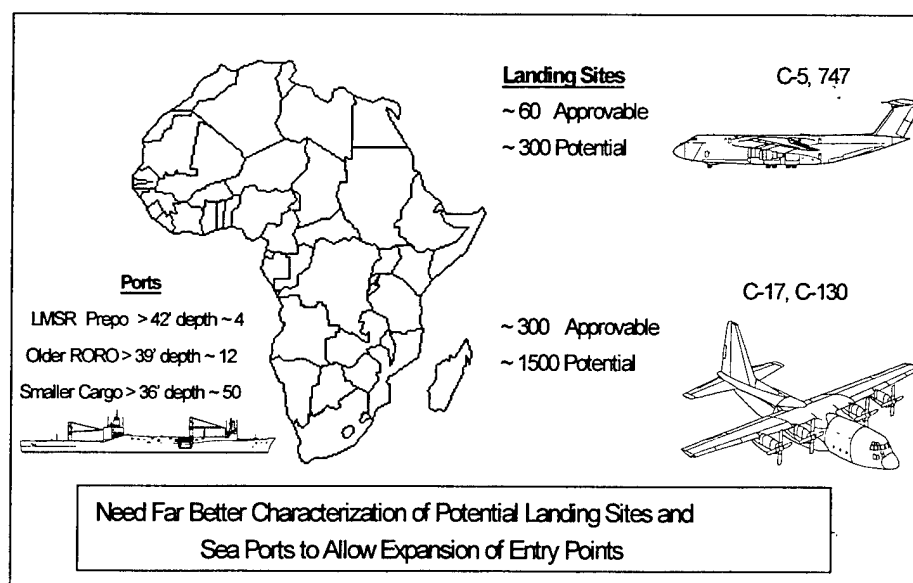 Landing Sites
~ 60 Approvable
~ 300 Potential
C-5, 747
Ports
LMSR Prepo > 42' depth ~ 4
Older RORO > 39' depth ~ 12
Smaller Cargo > 36' depth ~ 50
~ 300 Approvable
~ 1500 Potential
C-17, C-130
Need Far Better Characterization of Potential Landing Sites and
Sea Ports to Allow Expansion of Entry Points